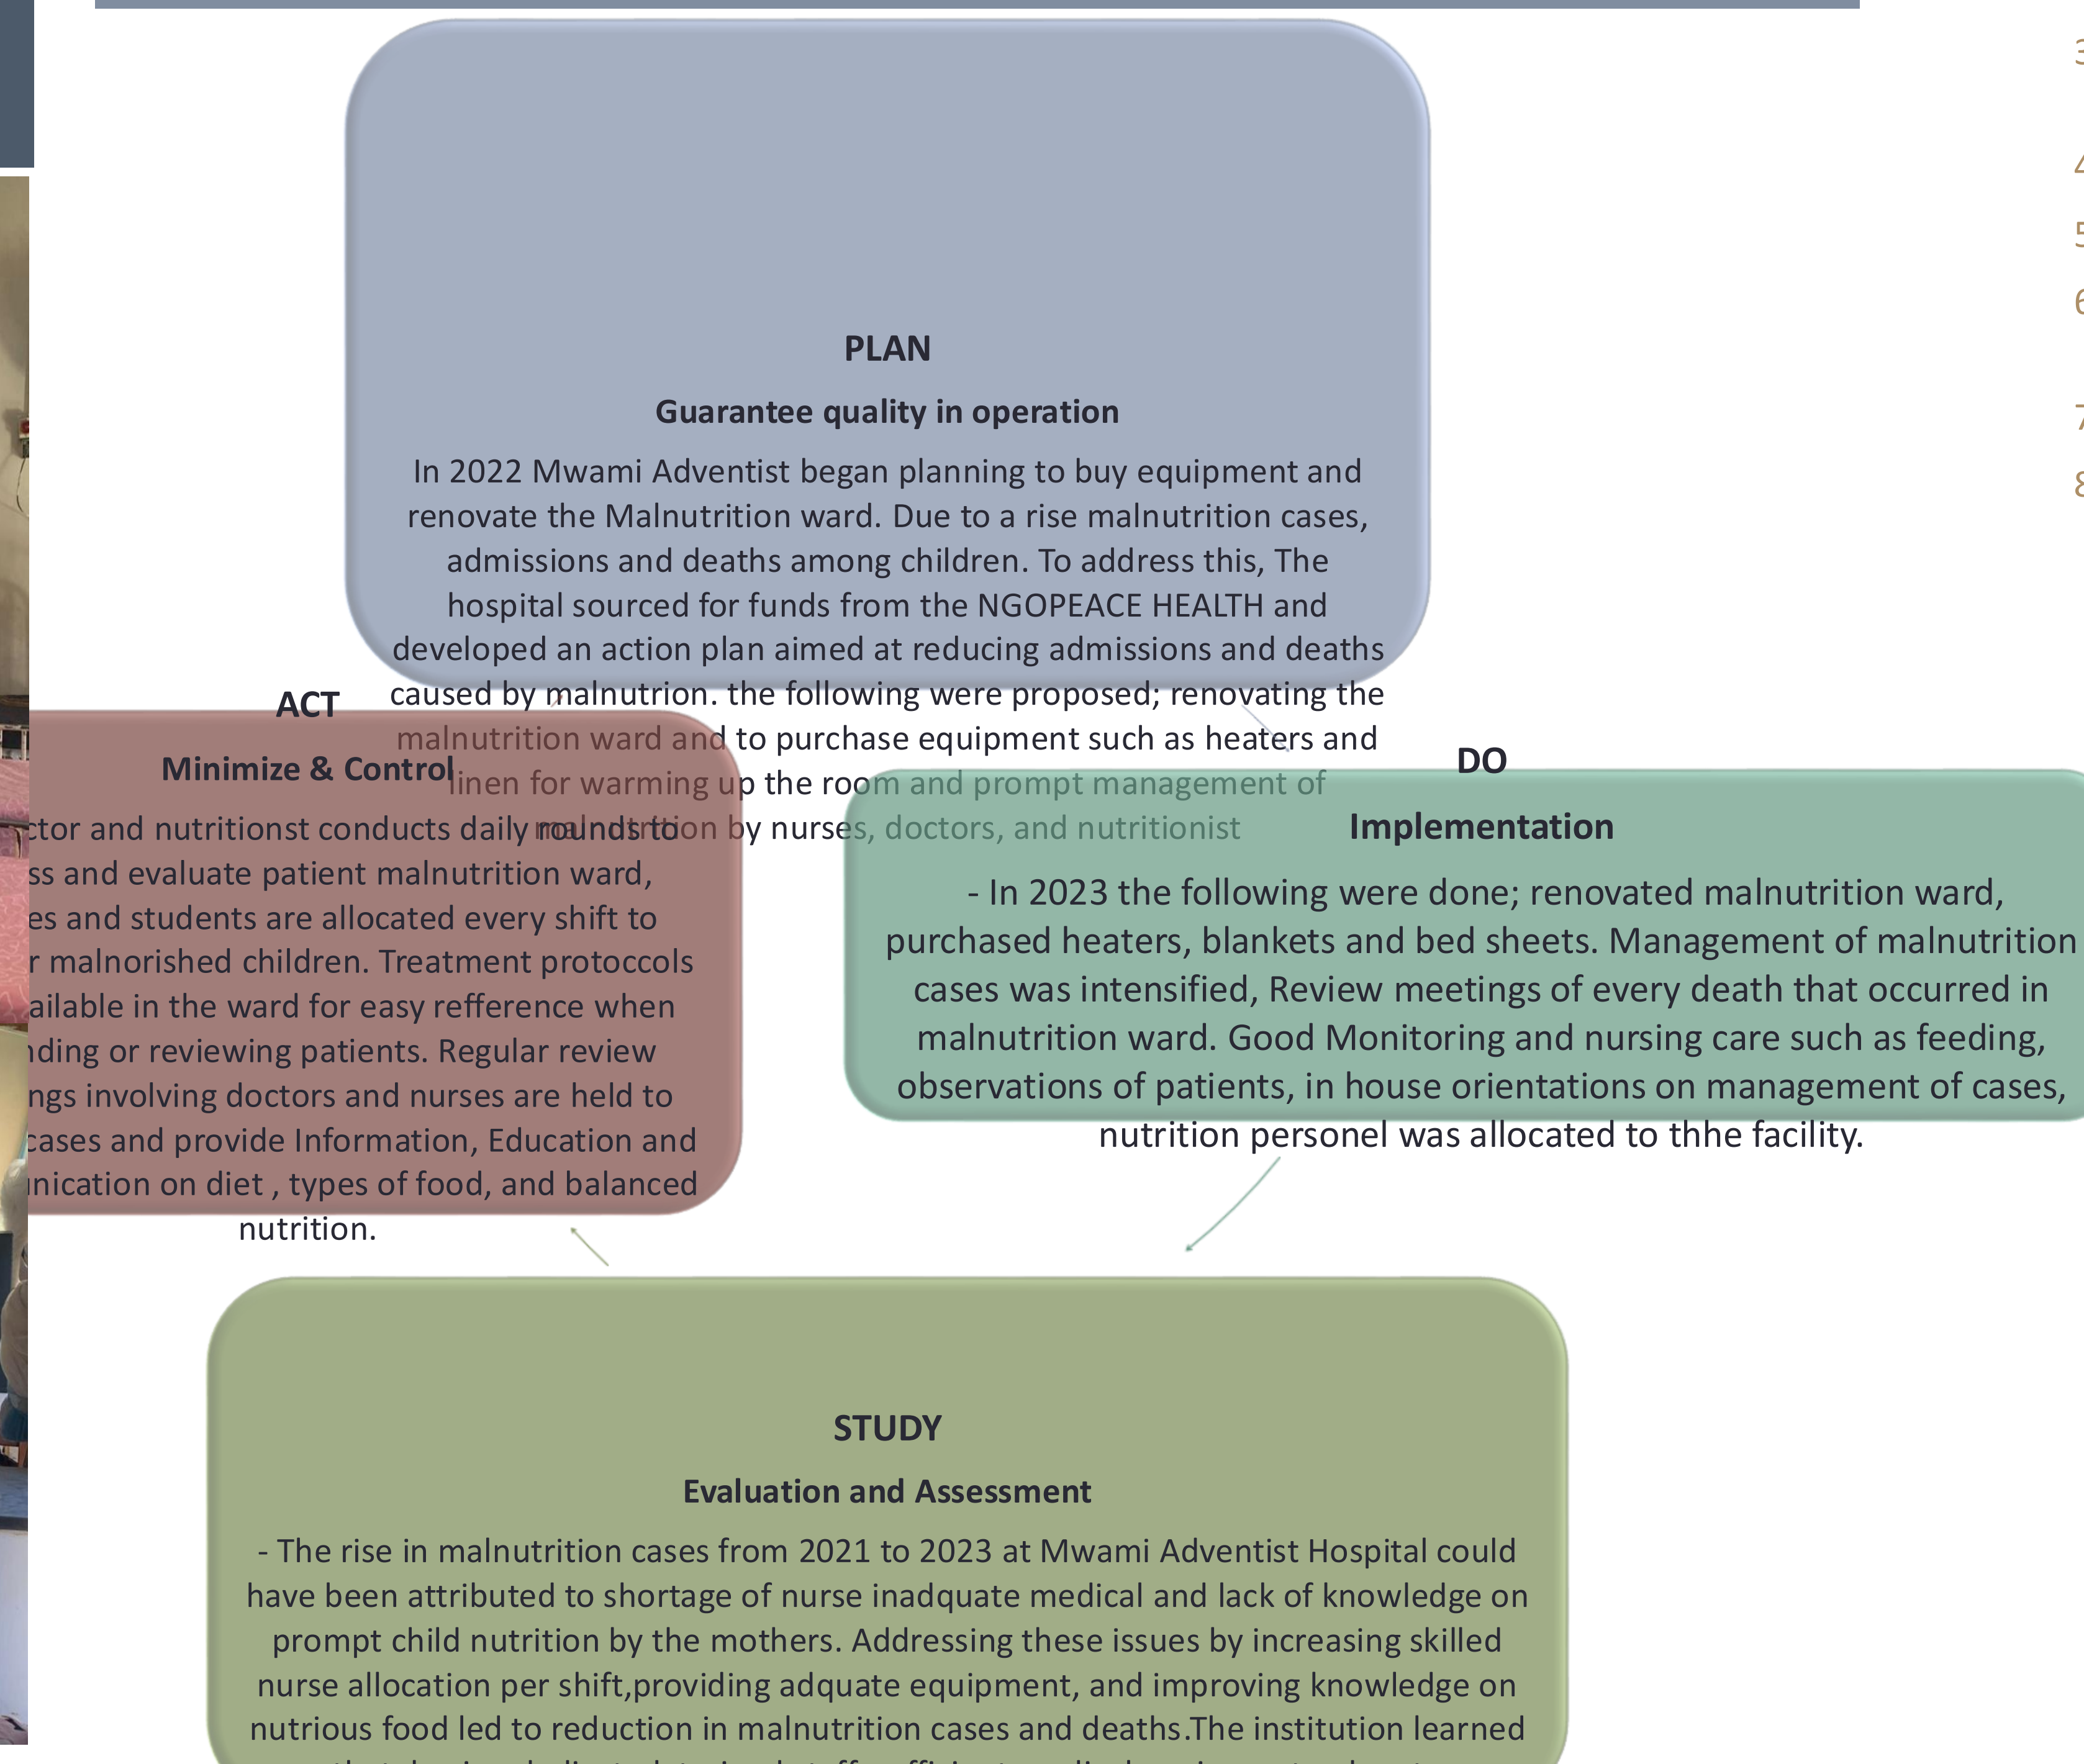 PLAN
Guarantee quality in operation
In 2022 Mwami Adventist began planning to buy equipment and
renovate the Malnutrition ward. Due to a rise malnutrition cases,
admissions and deaths among children. To address this, The
hospital sourced for funds from the NGOPEACE HEALTH and
developed an action plan aimed at reducing admissions and deaths
caused by malnutrion. the following were proposed; renovating the
malnutrition ward and to purchase equipment such as heaters and
linen for warming up the room and prompt management of
malnutrition by nurses, doctors, and nutritionist
DO
Implementation
- In 2023 the following were done; renovated malnutrition ward,
purchased heaters, blankets and bed sheets. Management of malnutrition
cases was intensified, Review meetings of every death that occurred in
malnutrition ward. Good Monitoring and nursing care such as feeding,
observations of patients, in house orientations on management of cases,
nutrition personel was allocated to thhe facility.
STUDY
Evaluation and Assessment
- The rise in malnutrition cases from 2021 to 2023 at Mwami Adventist Hospital could
have been attributed to shortage of nurse inadquate medical and lack of knowledge on
prompt child nutrition by the mothers. Addressing these issues by increasing skilled
nurse allocation per shift,providing adquate equipment, and improving knowledge on
nutrious food led to reduction in malnutrition cases and deaths.The institution learned
ACT
Minimize & Control
and nutritionst conducts daily rounds to
and evaluate patient malnutrition ward,
and students are allocated every shift to
malnorished children. Treatment protoccols
in the ward for easy refference when
or reviewing patients. Regular review
involving doctors and nurses are held to
cases and provide Information, Education and
on diet , types of food, and balanced
nutrition.
3
4
5
6
7
8